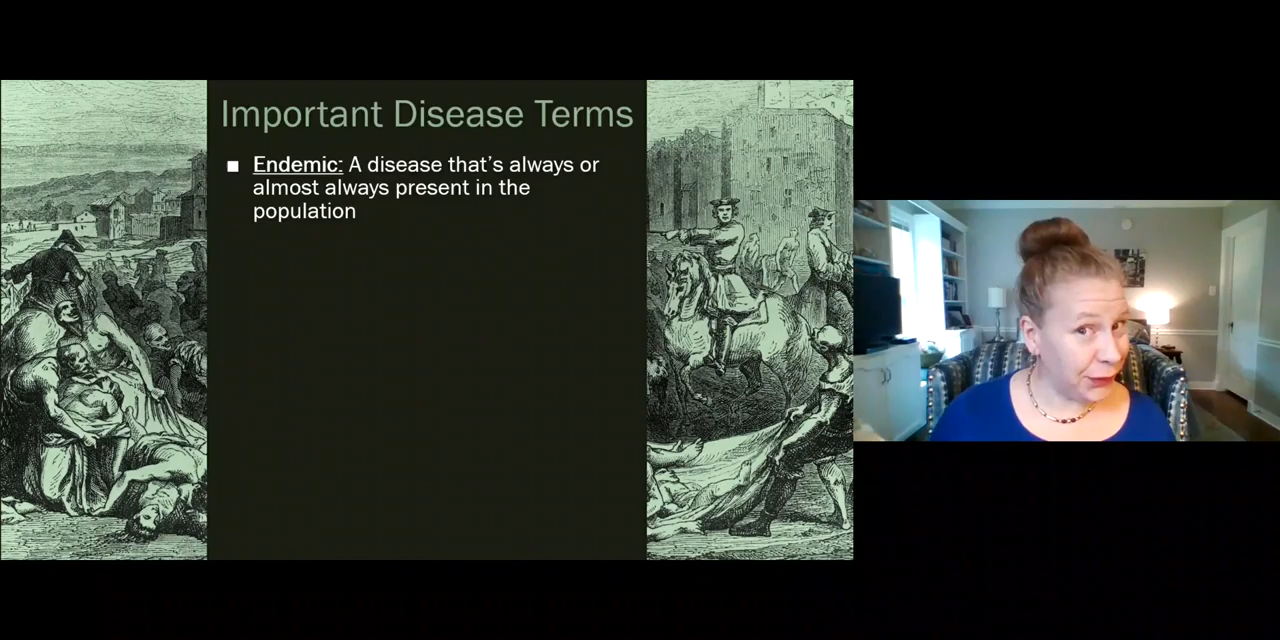 Important Disease Terms
■ Endemic: A disease that's always or
almost always present in the
population